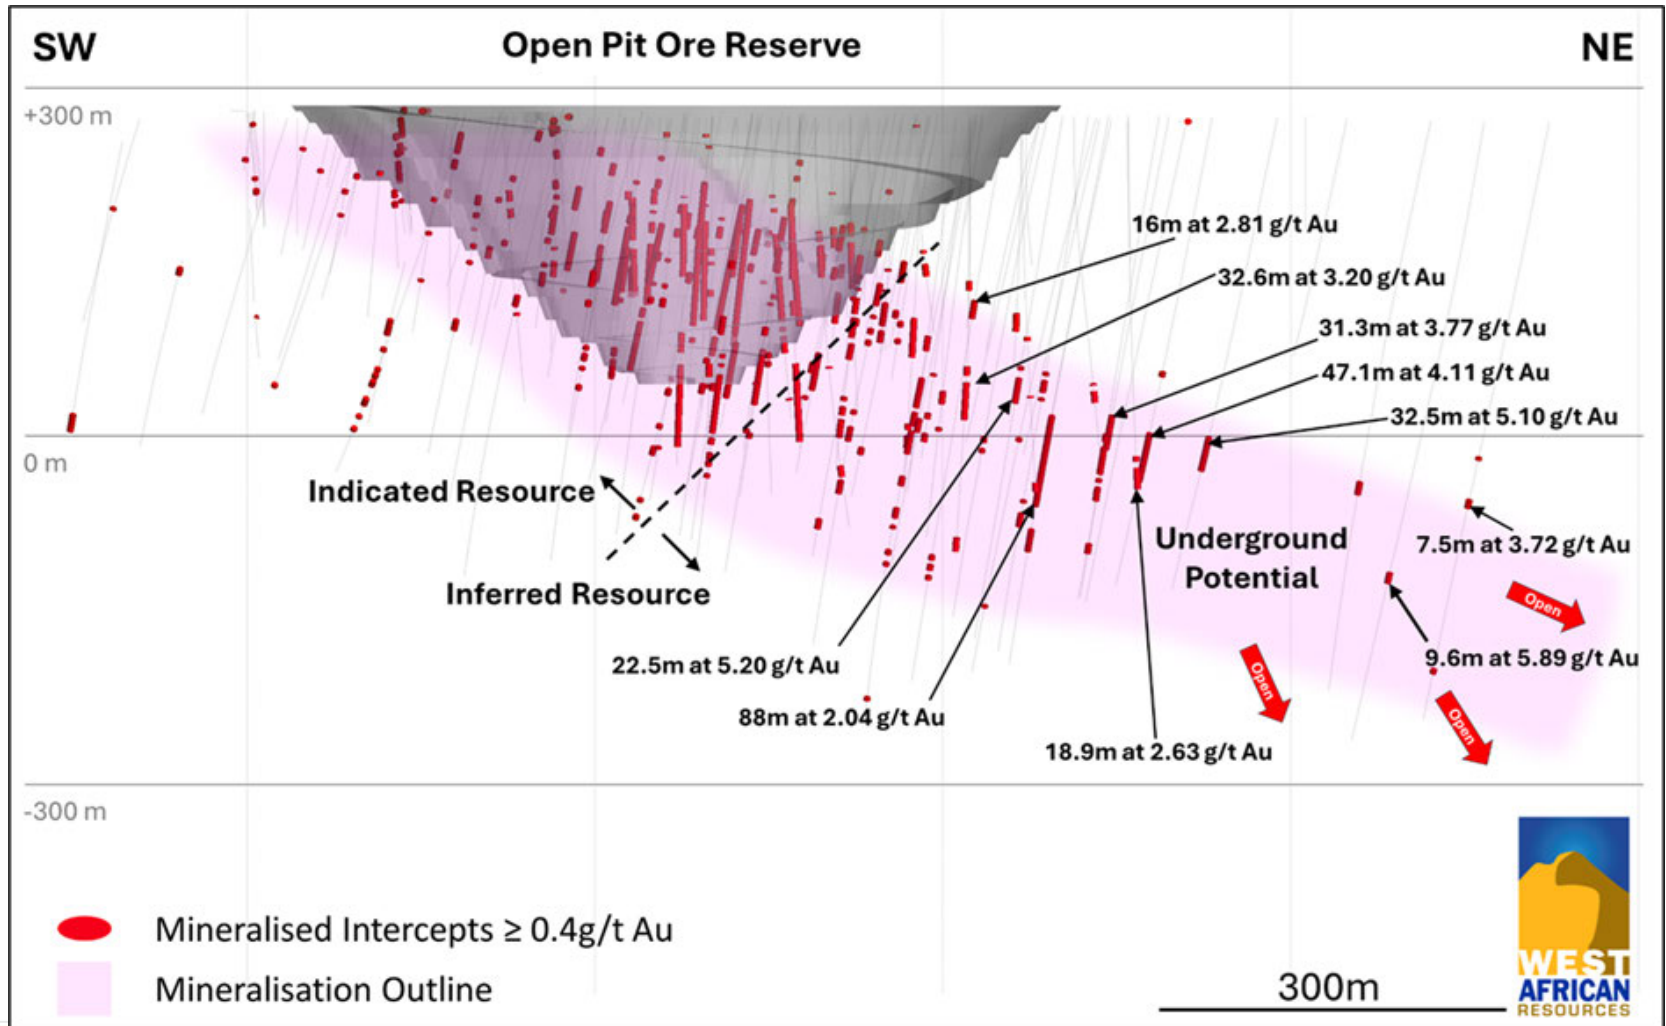 SW
Open Pit Ore Reserve
NE
+300 m
16m at 2.81 g/t Au
32.6m at 3.20 g/t Au
31.3m at 3.77 g/t Au
47.1m at 4.11 g/t Au
32.5m at 5.10 g/t Au
0 m
Indicated Resource
Underground
Potential
7.5m at 3.72 g/t Au
Inferred Resource
Open
22.5m at 5.20 g/t Au
9.6m at 5.89 g/t Au
Open
Open
88m at 2.04 g/t Au
18.9m at 2.63 g/t Au
-300 m
Mineralised Intercepts ≥ 0.4g/t Au
Mineralisation Outline
300m
WEST
AFRICAN
RESOURCES